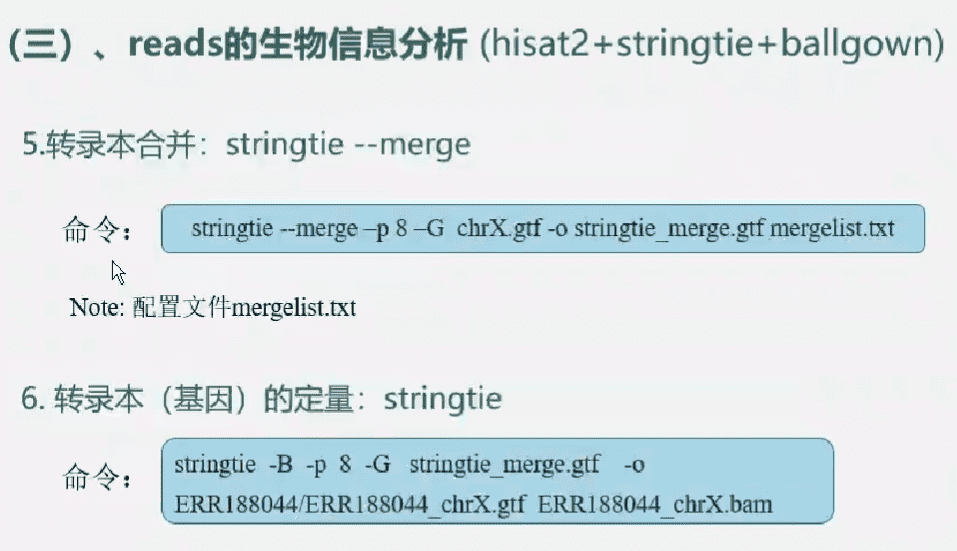 (三）、reads的生物信息分析 (hisat2+stringtie+ballgown)
5.转录本合并：stringtie --merge
命令：
stringtie --merge –p 8 –G chrX.gtf -o stringtie_merge.gtf mergelist.txt
Note: 配置文件mergelist.txt
6. 转录本（基因）的定量：stringtie
命令：
stringtie -B -p 8 -G stringtie_merge.gtf -o
ERR188044/ERR188044_chrX.gtf ERR188044_chrX.bam